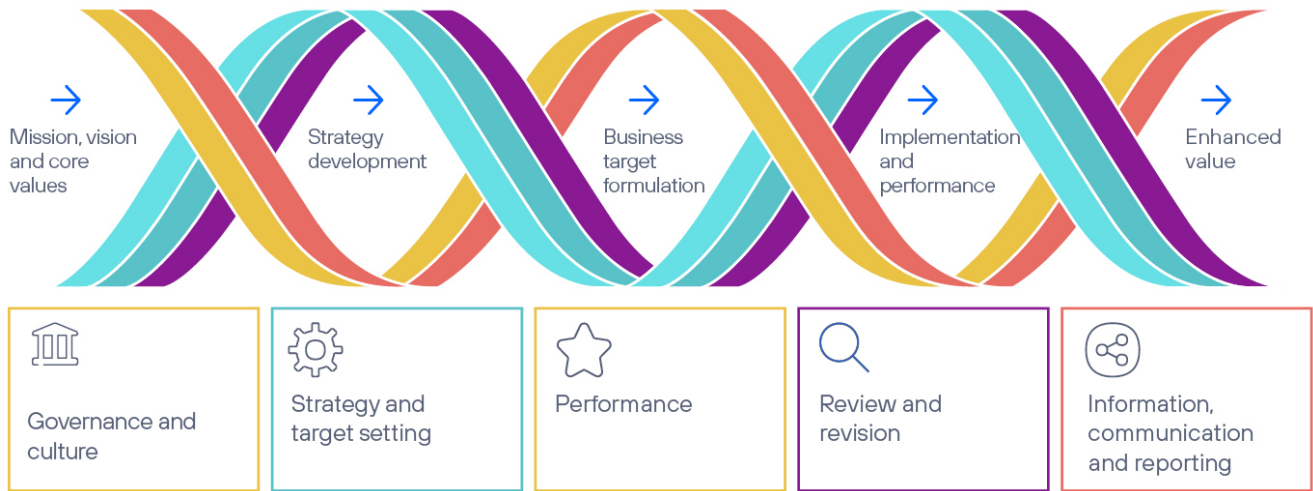 Mission, vision
and core
values
Strategy
development
Business
target
formulation
Implementation
and
performance
Enhanced
value
Governance and
culture
Strategy and
target setting
Performance
Review and
revision
Information,
communication
and reporting